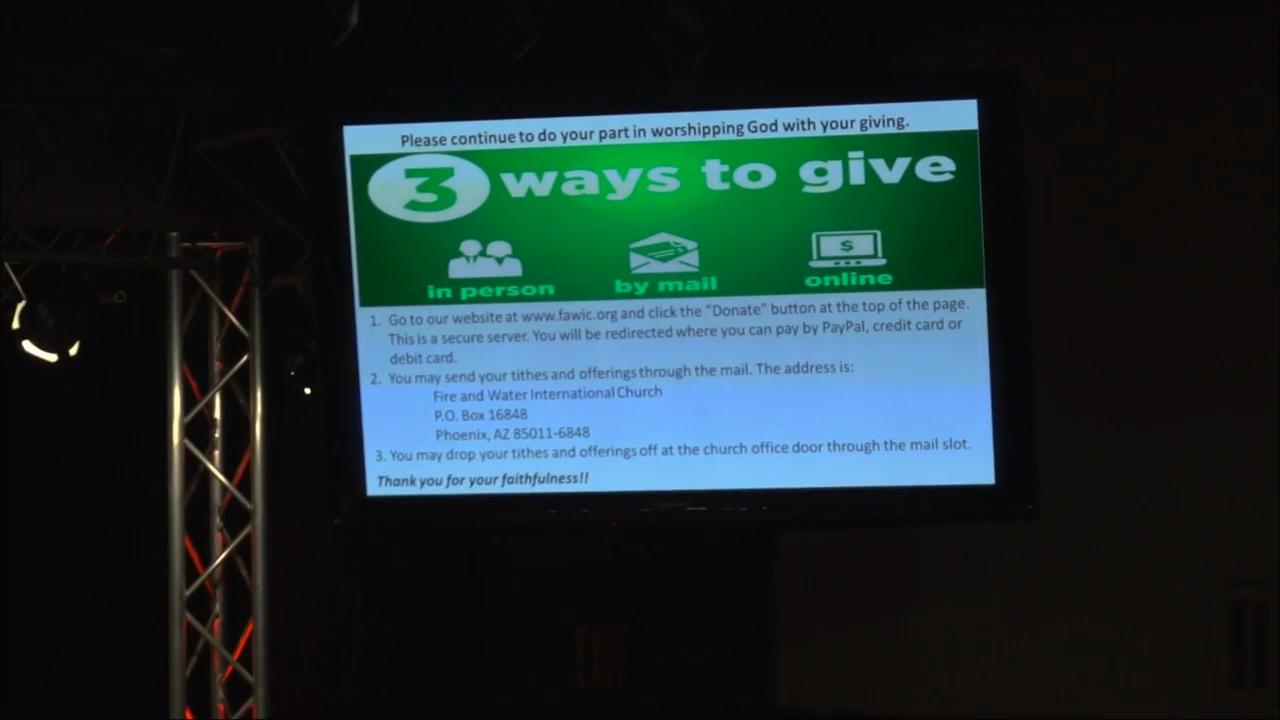 Please continue to do your part in worshipping God with your giving.
3 ways to give
in person by mail online
1. Go to our website at www.fawic.org and click the "Donate" button at the top of the page.
This is a secure server. You will be redirected where you can pay by PayPal, credit card or
debit card.
2. You may send your tithes and offerings through the mail. The address is:
Fire and Water International Church
P.O. Box 16848
Phoenix, AZ 85011-6848
3. You may drop your tithes and offerings off at the church office door through the mail slot.
Thank you for your faithfulness!!
EXIT